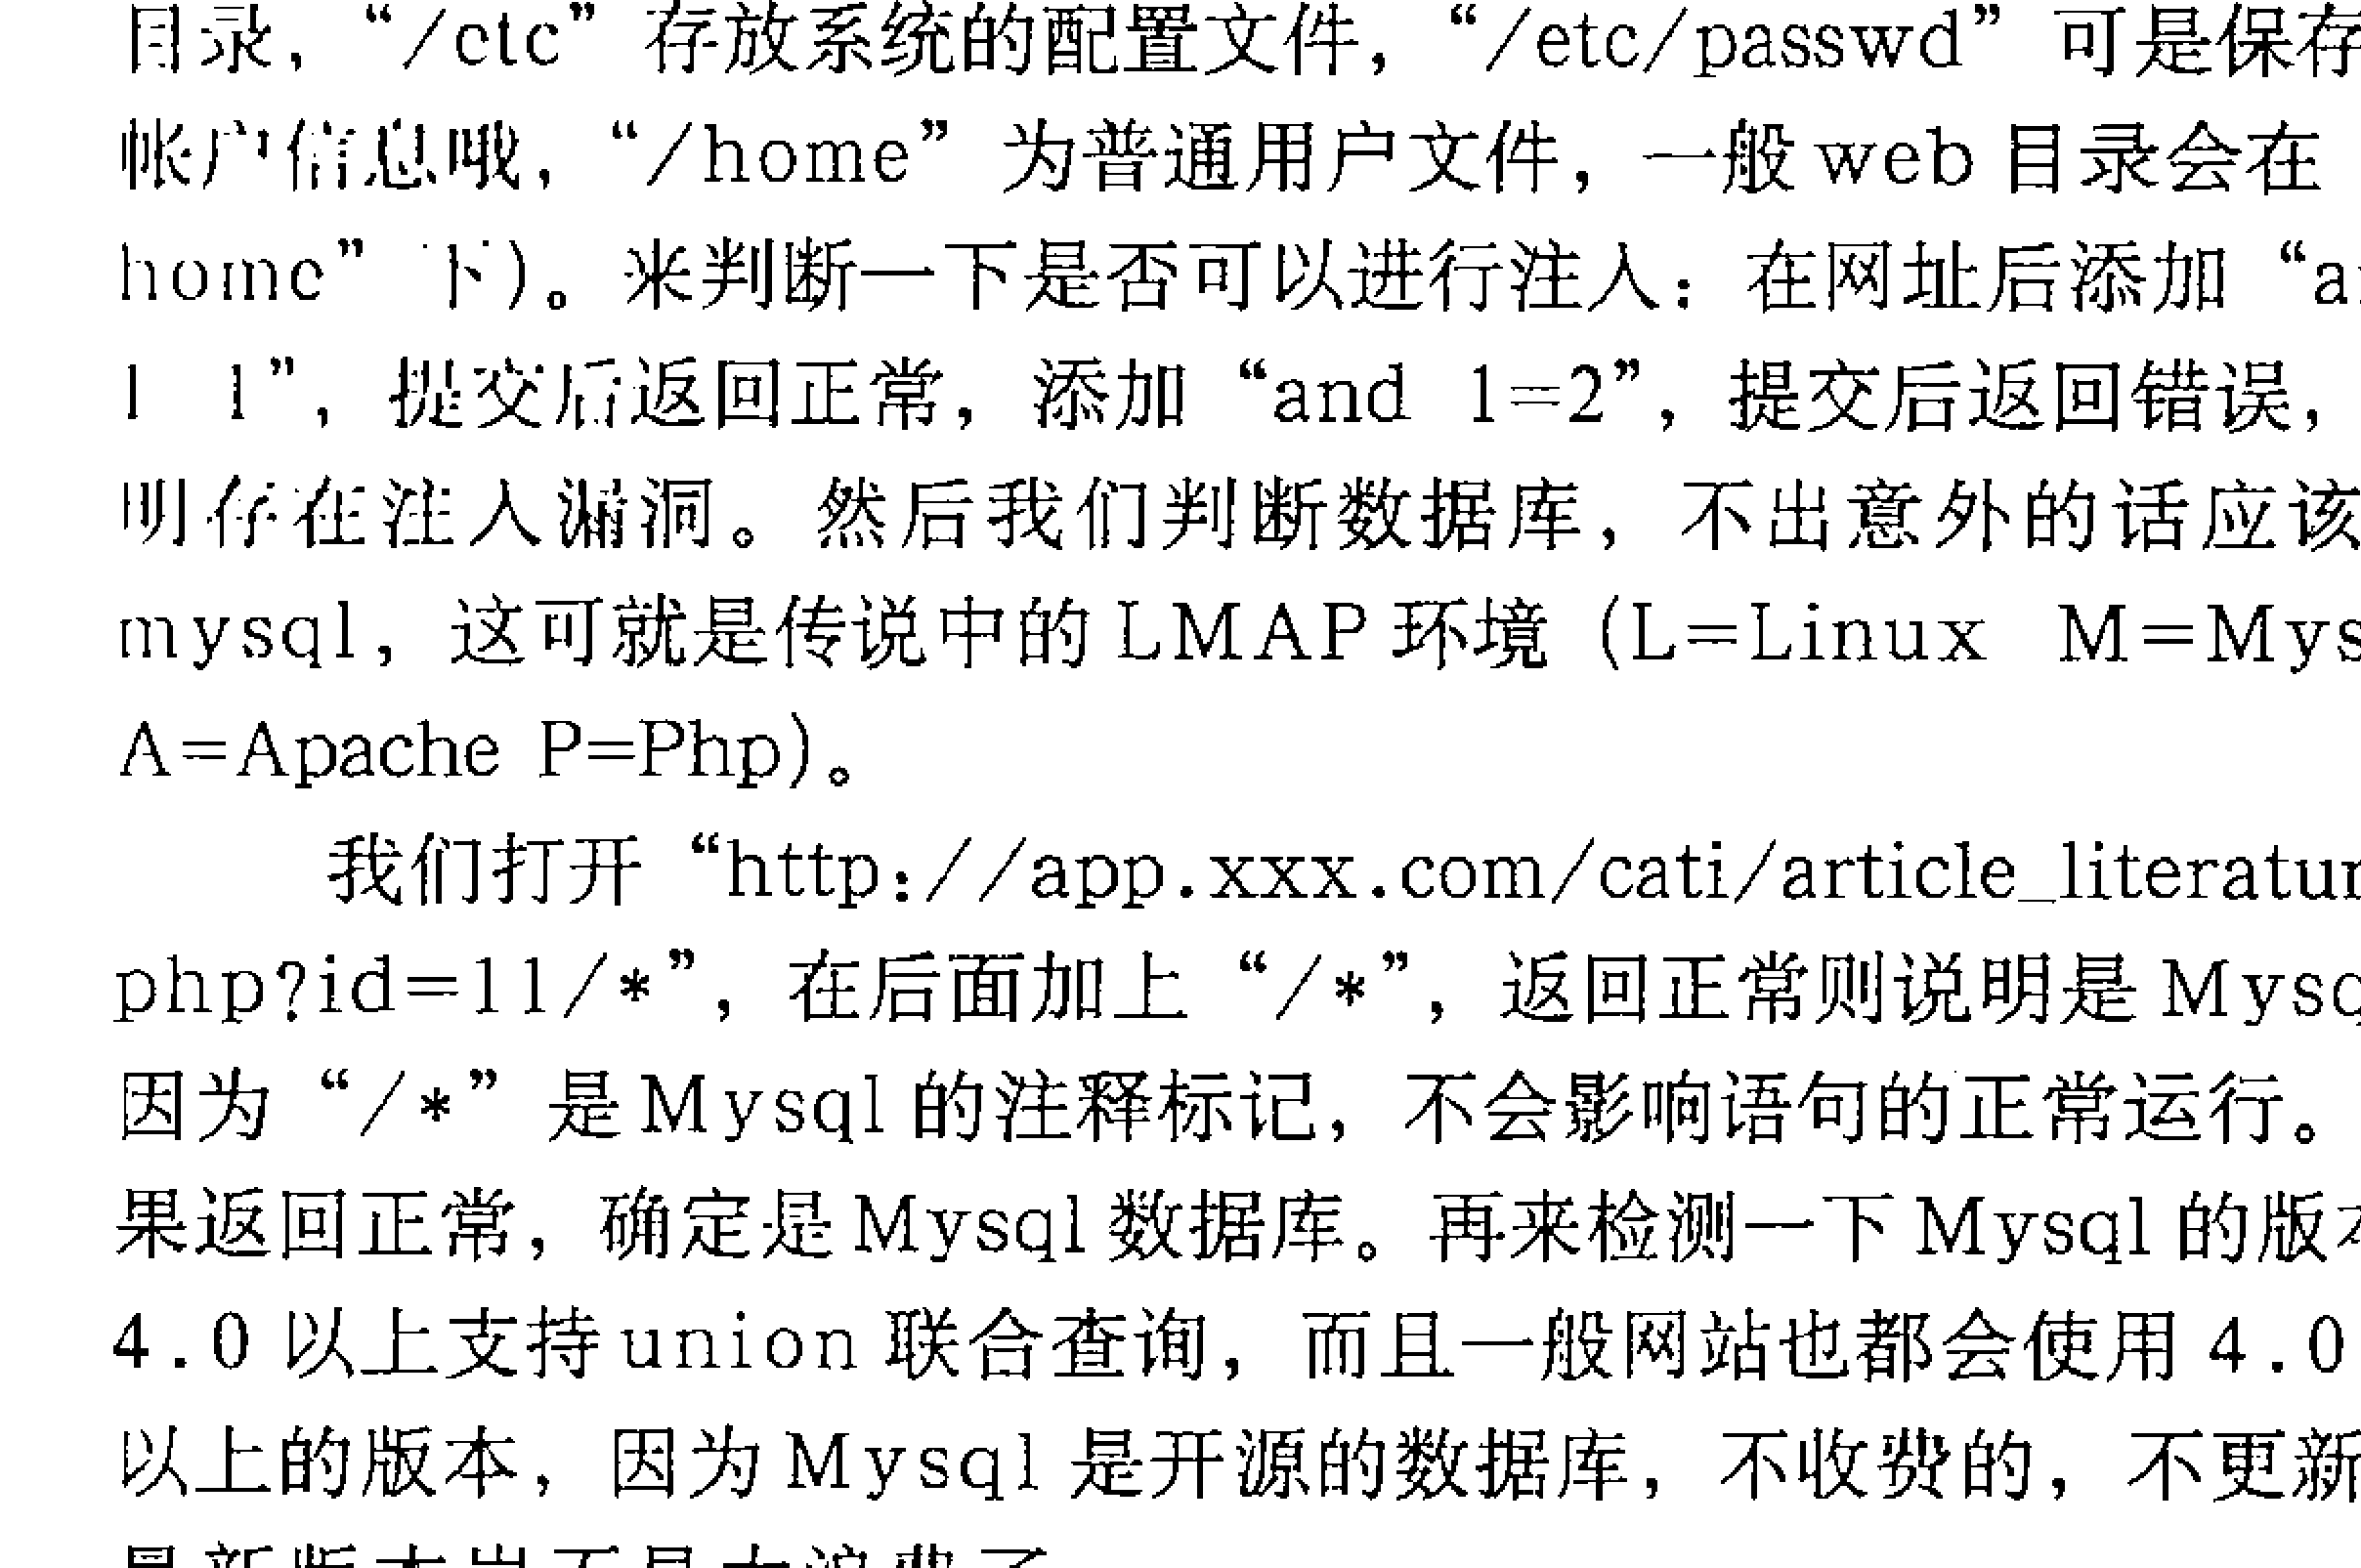 目录，“/etc”存放系统的配置文件，“/etc/passwd”可是保存
帐户信息哦，“/home”为普通用户文件，一般web目录会在
home”下)。来判断一下是否可以进行注入：在网址后添加“a
1 1”，提交后返回正常，添加“and 1=2”，提交后返回错误，
明存在注入漏洞。然后我们判断数据库，不出意外的话应该
mysql，这可就是传说中的LMAP环境（L=Linux M=Mys
A=Apache P=Php)。
我们打开“http://app.xxx.com/cati/article_literatur
php?id=11/*”，在后面加上“/*”，返回正常则说明是Mysq
因为“/*”是Mysql的注释标记，不会影响语句的正常运行。
果返回正常，确定是Mysql数据库。再来检测一下Mysql的版本
4.0以上支持union联合查询，而且一般网站也都会使用4.0
以上的版本，因为Mysql是开源的数据库，不收费的，不更新